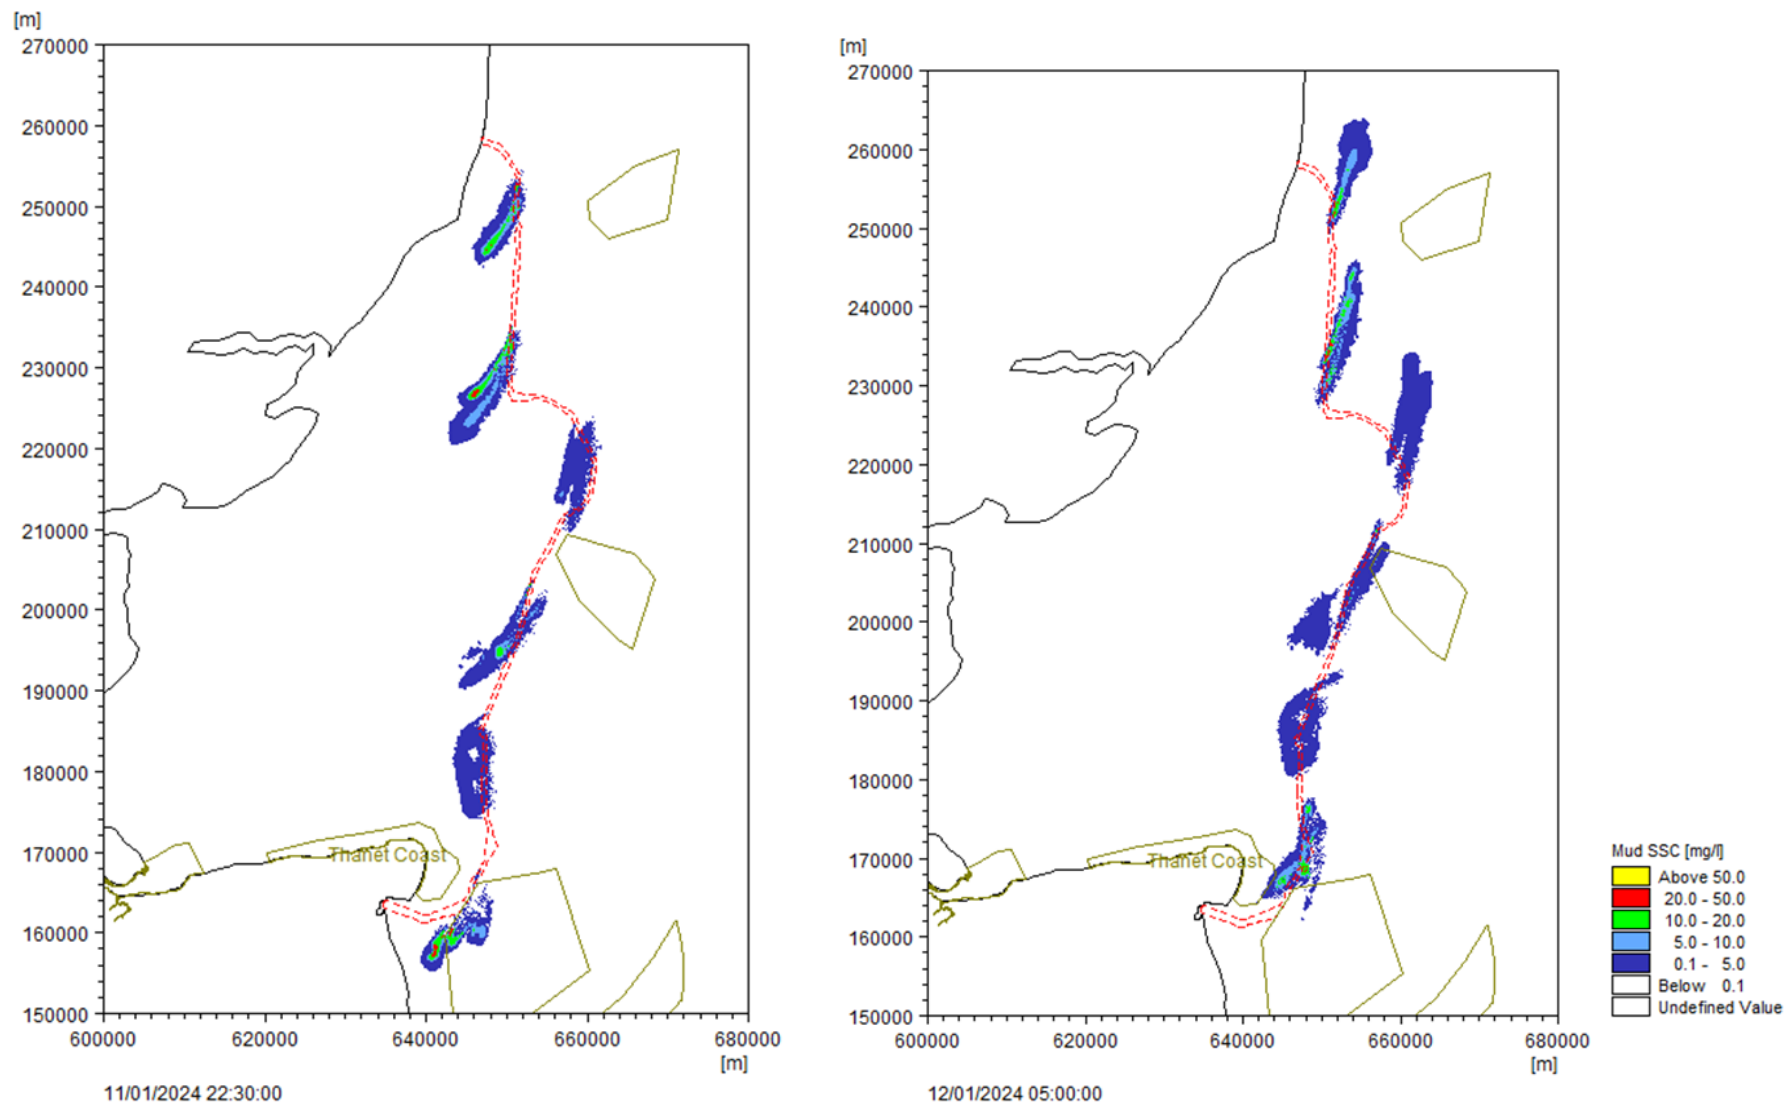 [m]
270000
260000
250000
240000
230000
220000
210000
200000
190000
180000
170000
160000
150000
600000 620000 640000 660000 680000
[m]
Thanet Coast
11/01/2024 22:30:00
[m]
270000
260000
250000
240000
230000
220000
210000
200000
190000
180000
170000
160000
150000
600000 620000 640000 660000 680000
[m]
Thanet Coast
12/01/2024 05:00:00
Mud SSC [mg/l]
Above 50.0
20.0 - 50.0
10.0 - 20.0
5.0 - 10.0
0.1 - 5.0
Below 0.1
Undefined Value